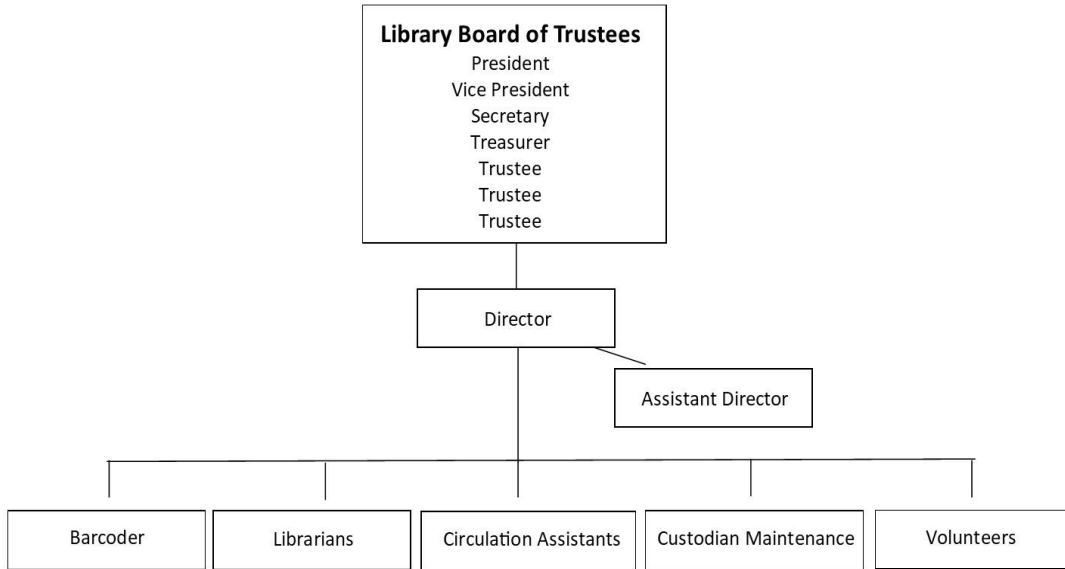 Library Board of Trustees
President
Vice President
Secretary
Treasurer
Trustee
Trustee
Trustee
Director
Assistant Director
Barcoder
Librarians
Circulation Assistants
Custodian Maintenance
Volunteers